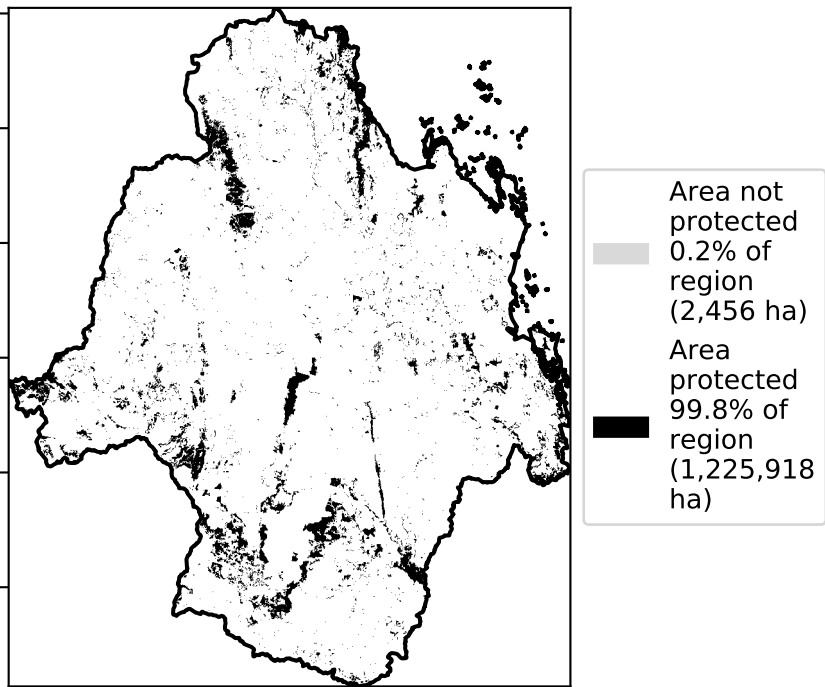 Area not
protected
0.2% of
region
(2,456 ha)
Area
protected
99.8% of
region
(1,225,918
ha)